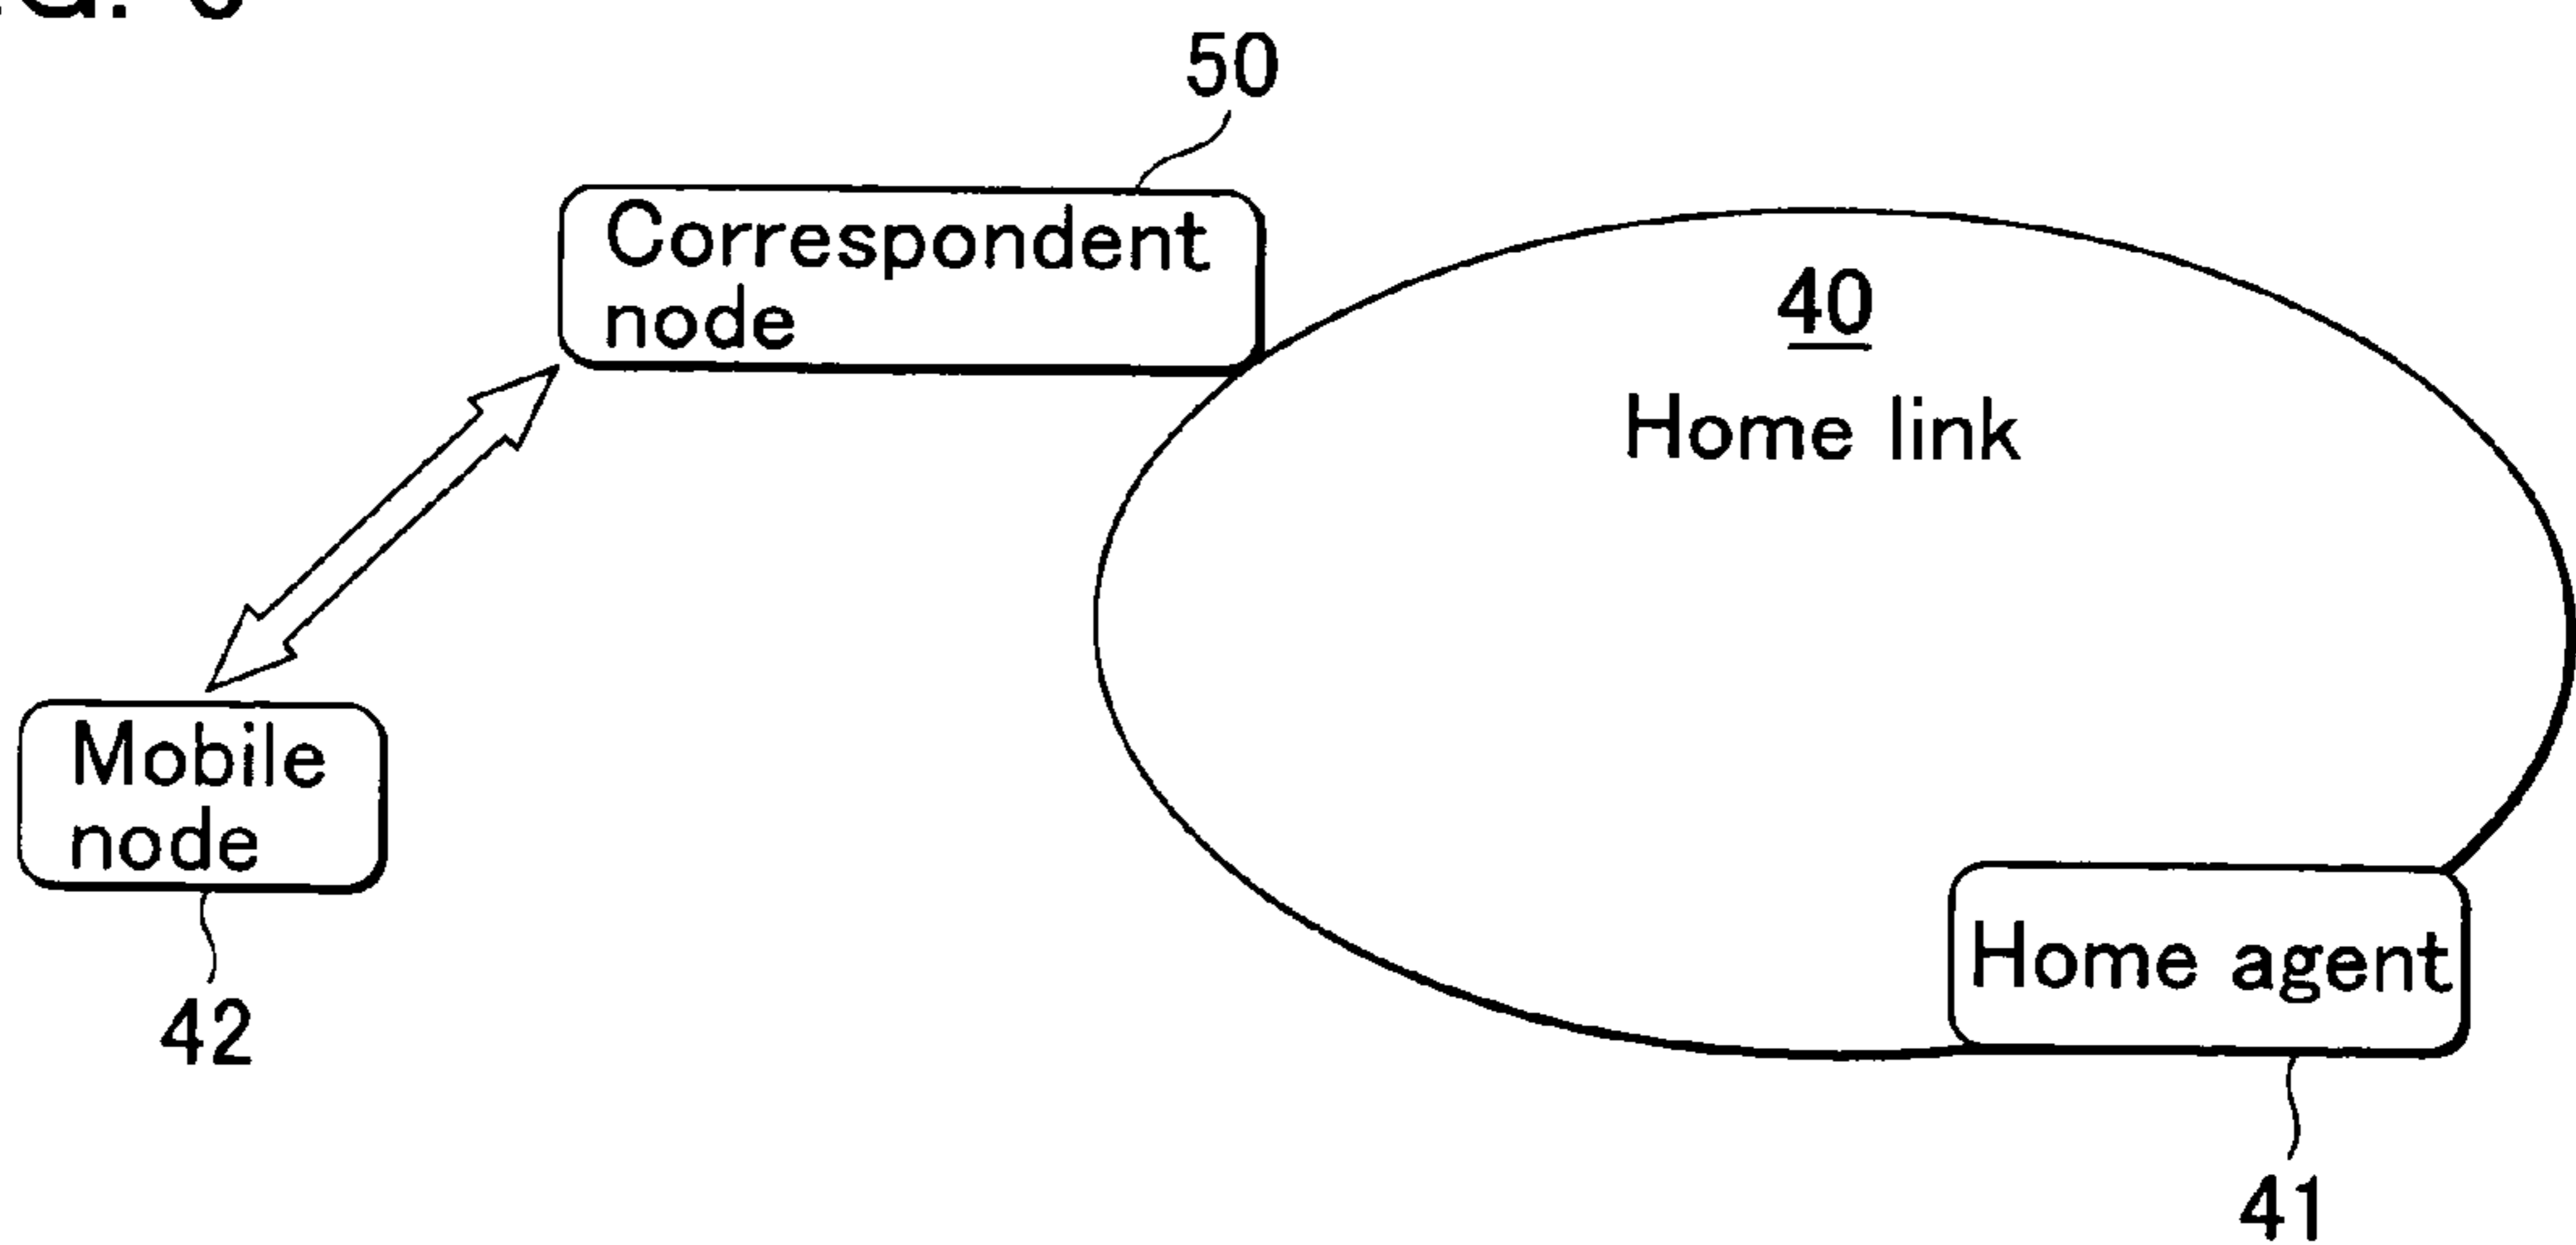 50
Correspondent
node
40
Home link
Mobile
node
Home agent
42
41